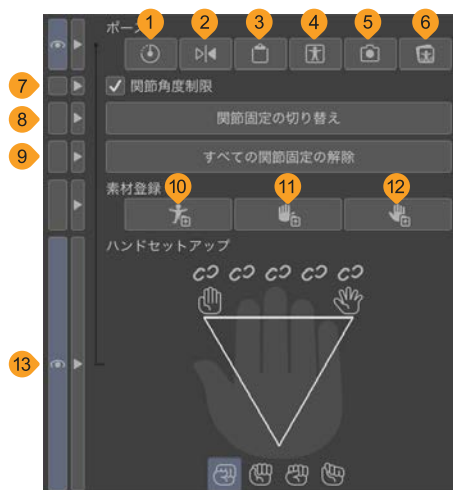 1 2 3 4 5 6
ポーズ
7 関節角度制限
8 関節固定の切り替え
9 すべての関節固定の解除
素材登録 10 11 12
ハンドセットアップ
13